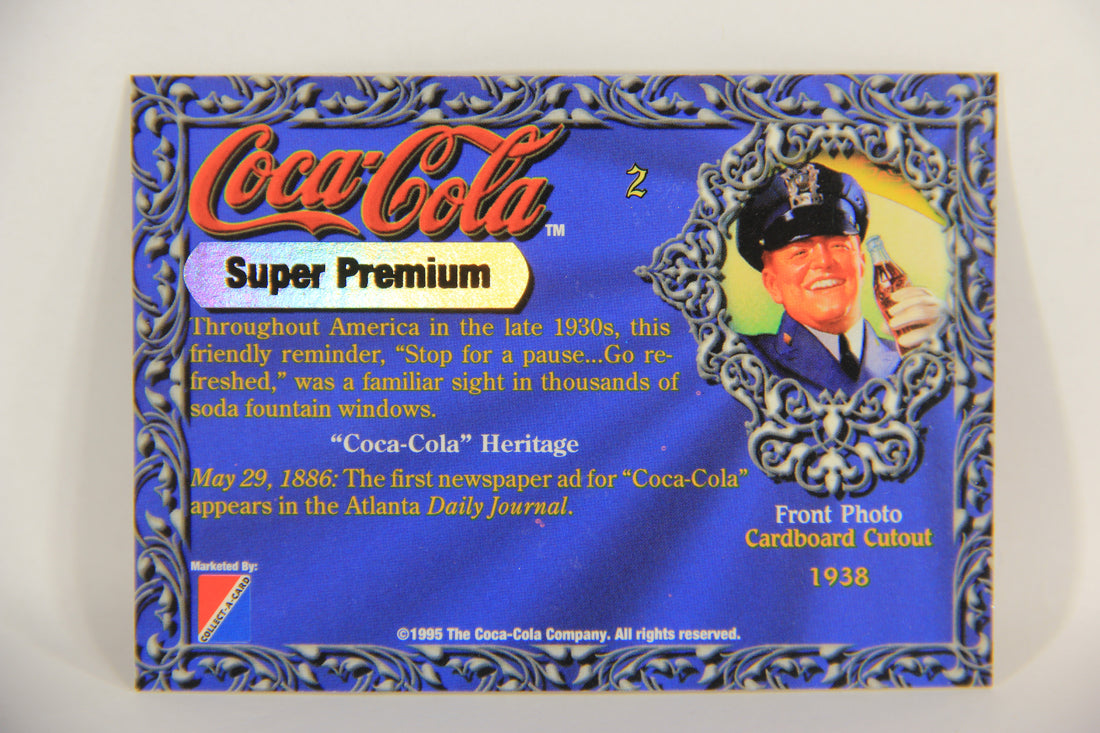 Coca-Cola TM
2
Super Premium
Throughout America in the late 1930s, this
friendly reminder, “Stop for a pause...Go re-
freshed,” was a familiar sight in thousands of
soda fountain windows.
“Coca-Cola” Heritage
May 29, 1886: The first newspaper ad for “Coca-Cola”
appears in the Atlanta Daily Journal.
Front Photo
Cardboard Cutout
1938
Marketed By:
COLLECT-A-CARD
©1995 The Coca-Cola Company. All rights reserved.